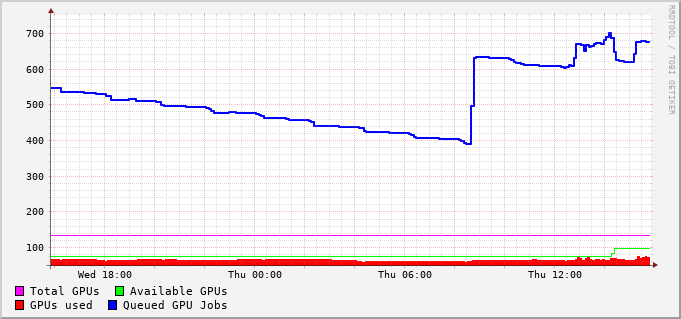 RRDTOOL / TOBI OETIKER
700
600
500
400
300
200
100
Wed 18:00 Thu 00:00 Thu 06:00 Thu 12:00
Total GPUs Available GPUs
GPUs used Queued GPU Jobs